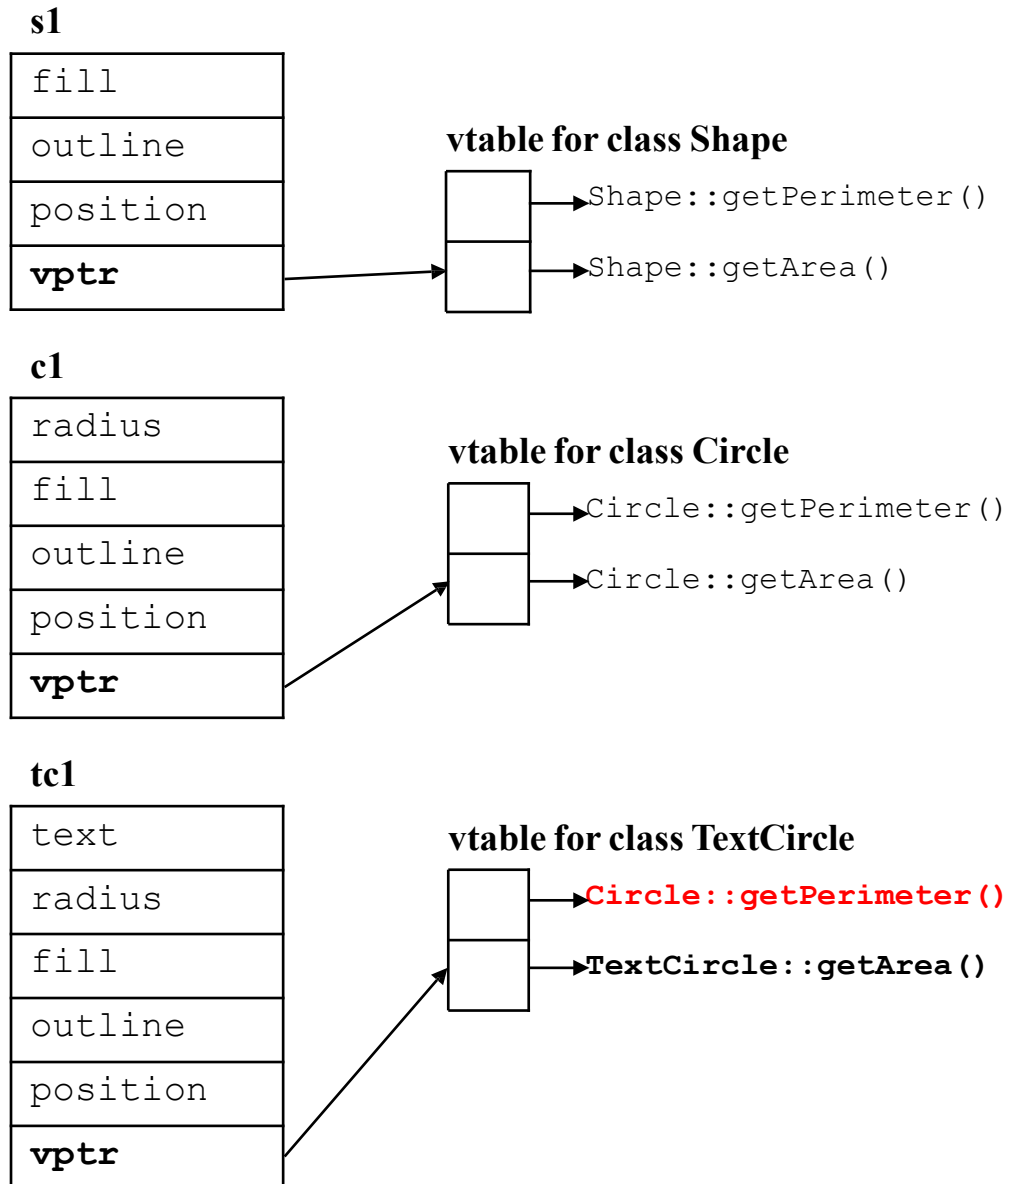 s1
fill
outline
position
vptr
vtable for class Shape
Shape::getPerimeter()
Shape::getArea()
c1
radius
fill
outline
position
vptr
vtable for class Circle
Circle::getPerimeter()
Circle::getArea()
tc1
text
radius
fill
outline
position
vptr
vtable for class TextCircle
Circle::getPerimeter()
TextCircle::getArea()